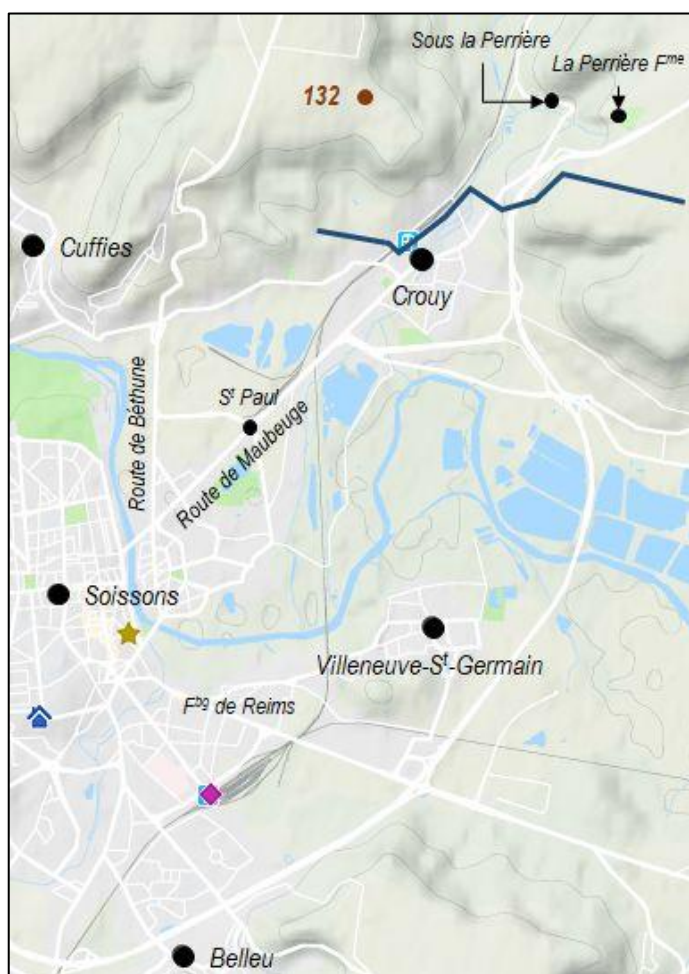 Sous la Perrière
La Perrière Fᵐᵉ
132
Cuffies
Crouy
Route de Béthune
Sᵗ Paul
Route de Maubeuge
Soissons
Villeneuve-Sᵗ-Germain
Fᵇᵍ de Reims
Belleu